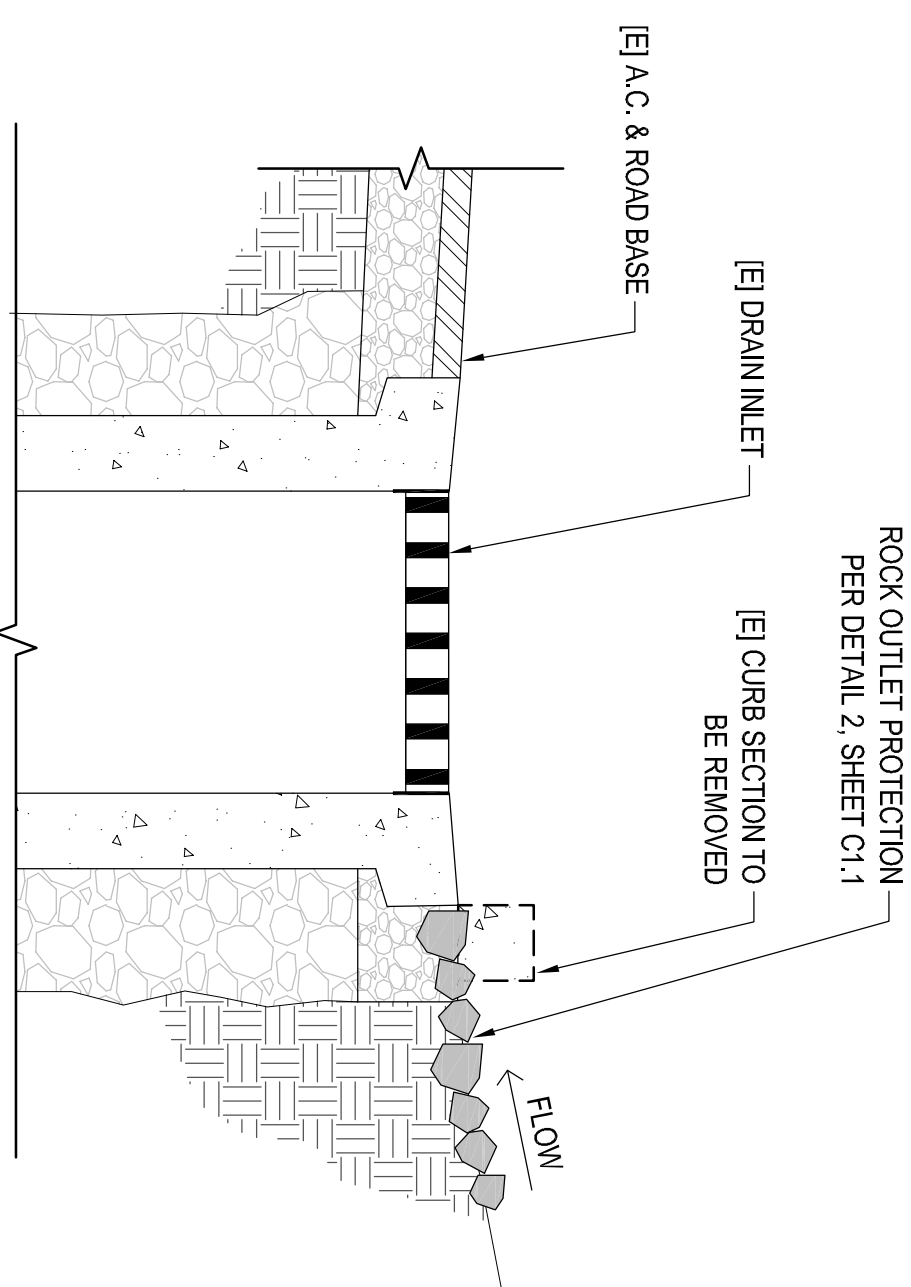 ROCK OUTLET PROTECTION
PER DETAIL 2, SHEET C1.1
[E] CURB SECTION TO
BE REMOVED
[E] DRAIN INLET
[E] A.C. & ROAD BASE
FLOW